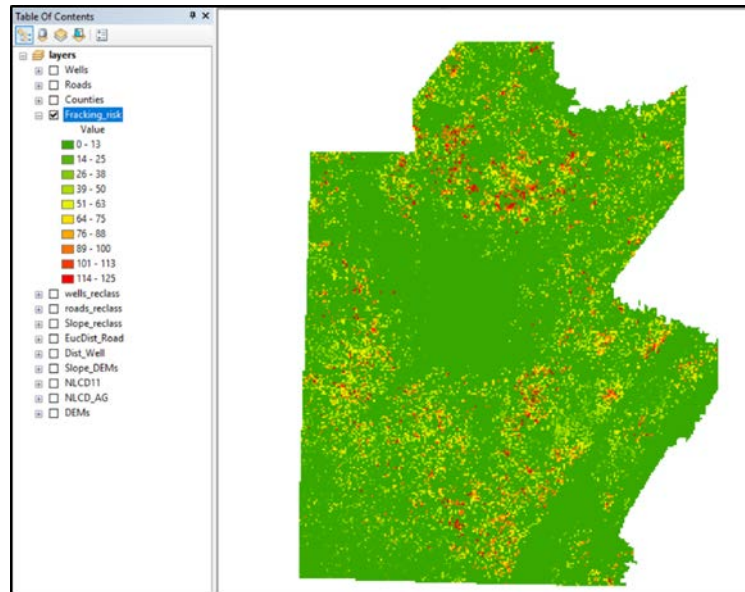 Table Of Contents
layers
Wells
Roads
Counties
Fracking_risk
Value
0 - 13
14 - 25
26 - 38
39 - 50
51 - 63
64 - 75
76 - 88
89 - 100
101 - 113
114 - 125
wells_reclass
roads_reclass
Slope_reclass
EucDist_Road
Dist_Well
Slope_DEMs
NLCD11
NLCD_AG
DEMs